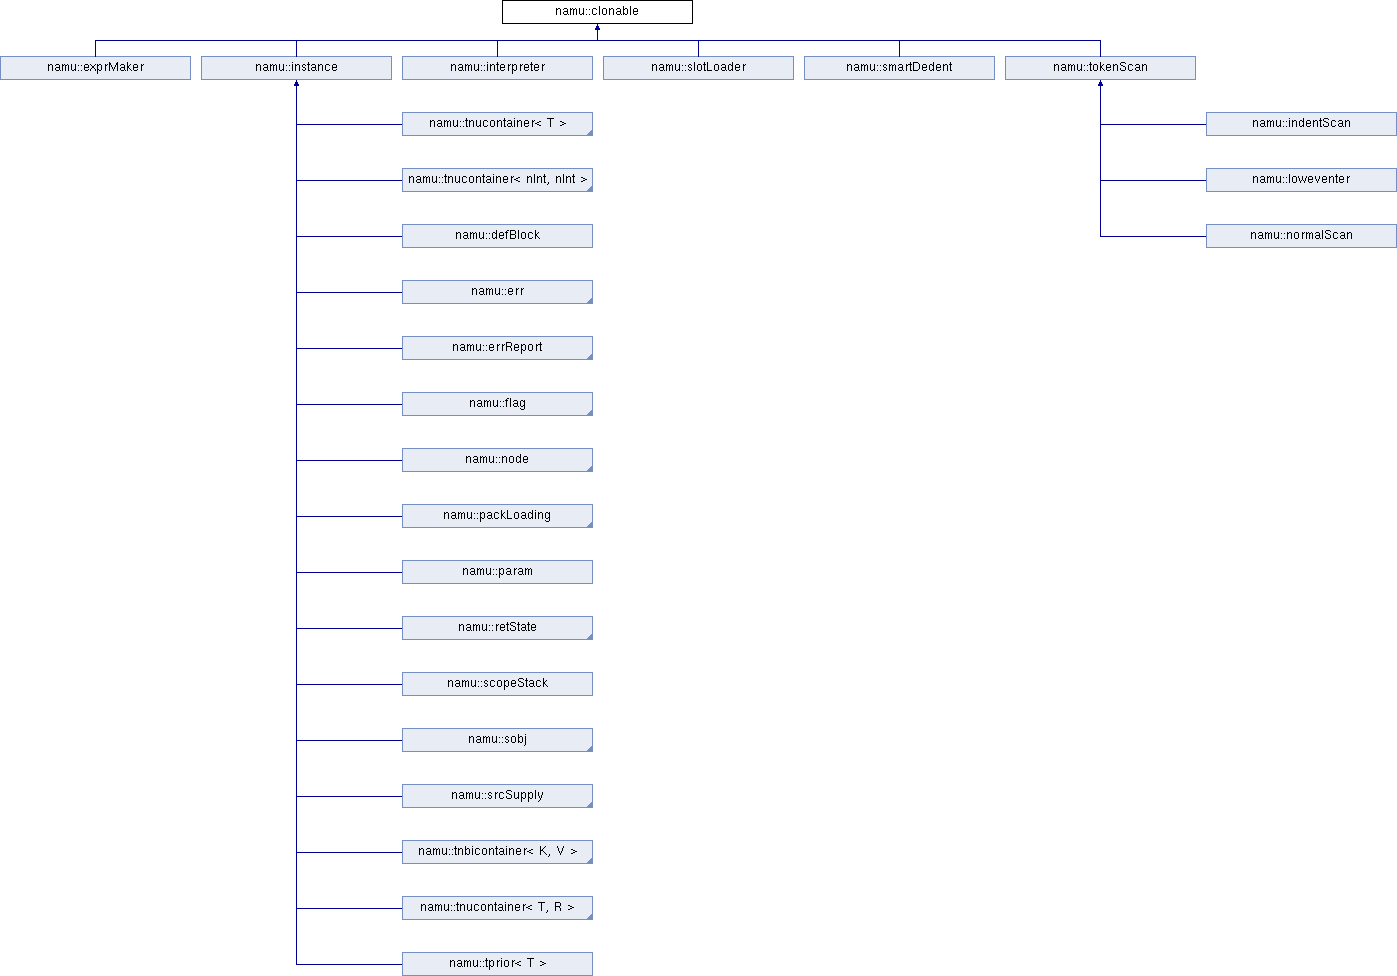 namu::clonable
namu::exprMaker
namu::instance
namu::interpreter
namu::slotLoader
namu::smartDedent
namu::tokenScan
namu::tnucontainer< T >
namu::indentScan
namu::tnucontainer< nInt, nInt >
namu::loweventer
namu::defBlock
namu::normalScan
namu::err
namu::errReport
namu::flag
namu::node
namu::packLoading
namu::param
namu::retState
namu::scopeStack
namu::sobj
namu::srcSupply
namu::tnbicontainer< K, V >
namu::tnucontainer< T, R >
namu::tprior< T >